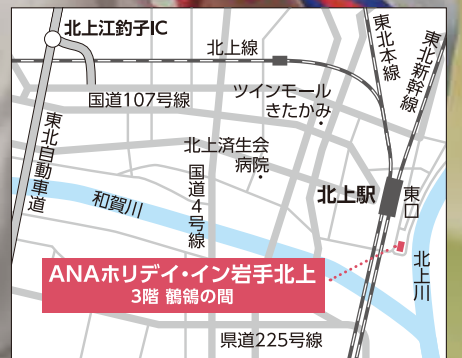 北上江釣子IC
北上線
東北本線
東北新幹線
国道107号線
ツインモール
きたかみ
東北自動車道
北上済生会
病院
国道4号線
和賀川
北上駅
東口
北上川
ANAホリデイ・イン岩手北上
3階 鶺鴒の間
県道225号線